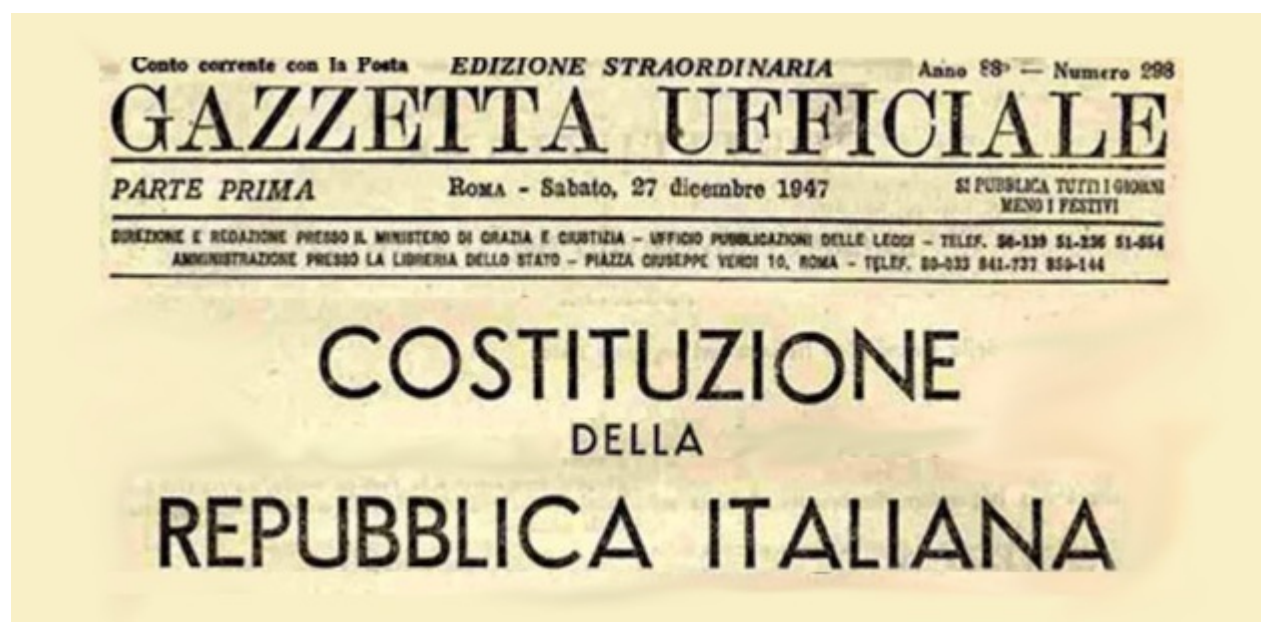 Conto corrente con la Posta EDIZIONE STRAORDINARIA Anno 88° — Numero 298
GAZZETTA UFFICIALE
PARTE PRIMA Roma - Sabato, 27 dicembre 1947 SI PUBBLICA TUTTI I GIORNI
MENO I FESTIVI
DIREZIONE E REDAZIONE PRESSO IL MINISTERO DI GRAZIA E GIUSTIZIA – UFFICIO PUBBLICAZIONI DELLE LEGGI – TELEF.
AMMINISTRAZIONE PRESSO LA LIBRERIA DELLO STATO – PIAZZA GIUSEPPE VERDI 10, ROMA – TELEF.
COSTITUZIONE
DELLA
REPUBBLICA ITALIANA